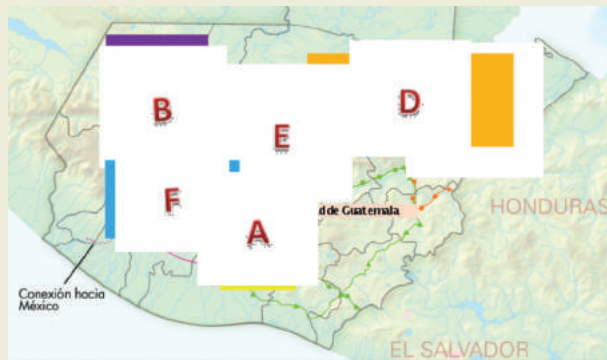 B
E
D
F
A
d de Guatemala
HONDURAS
Conexión hacia
México
EL SALVADOR